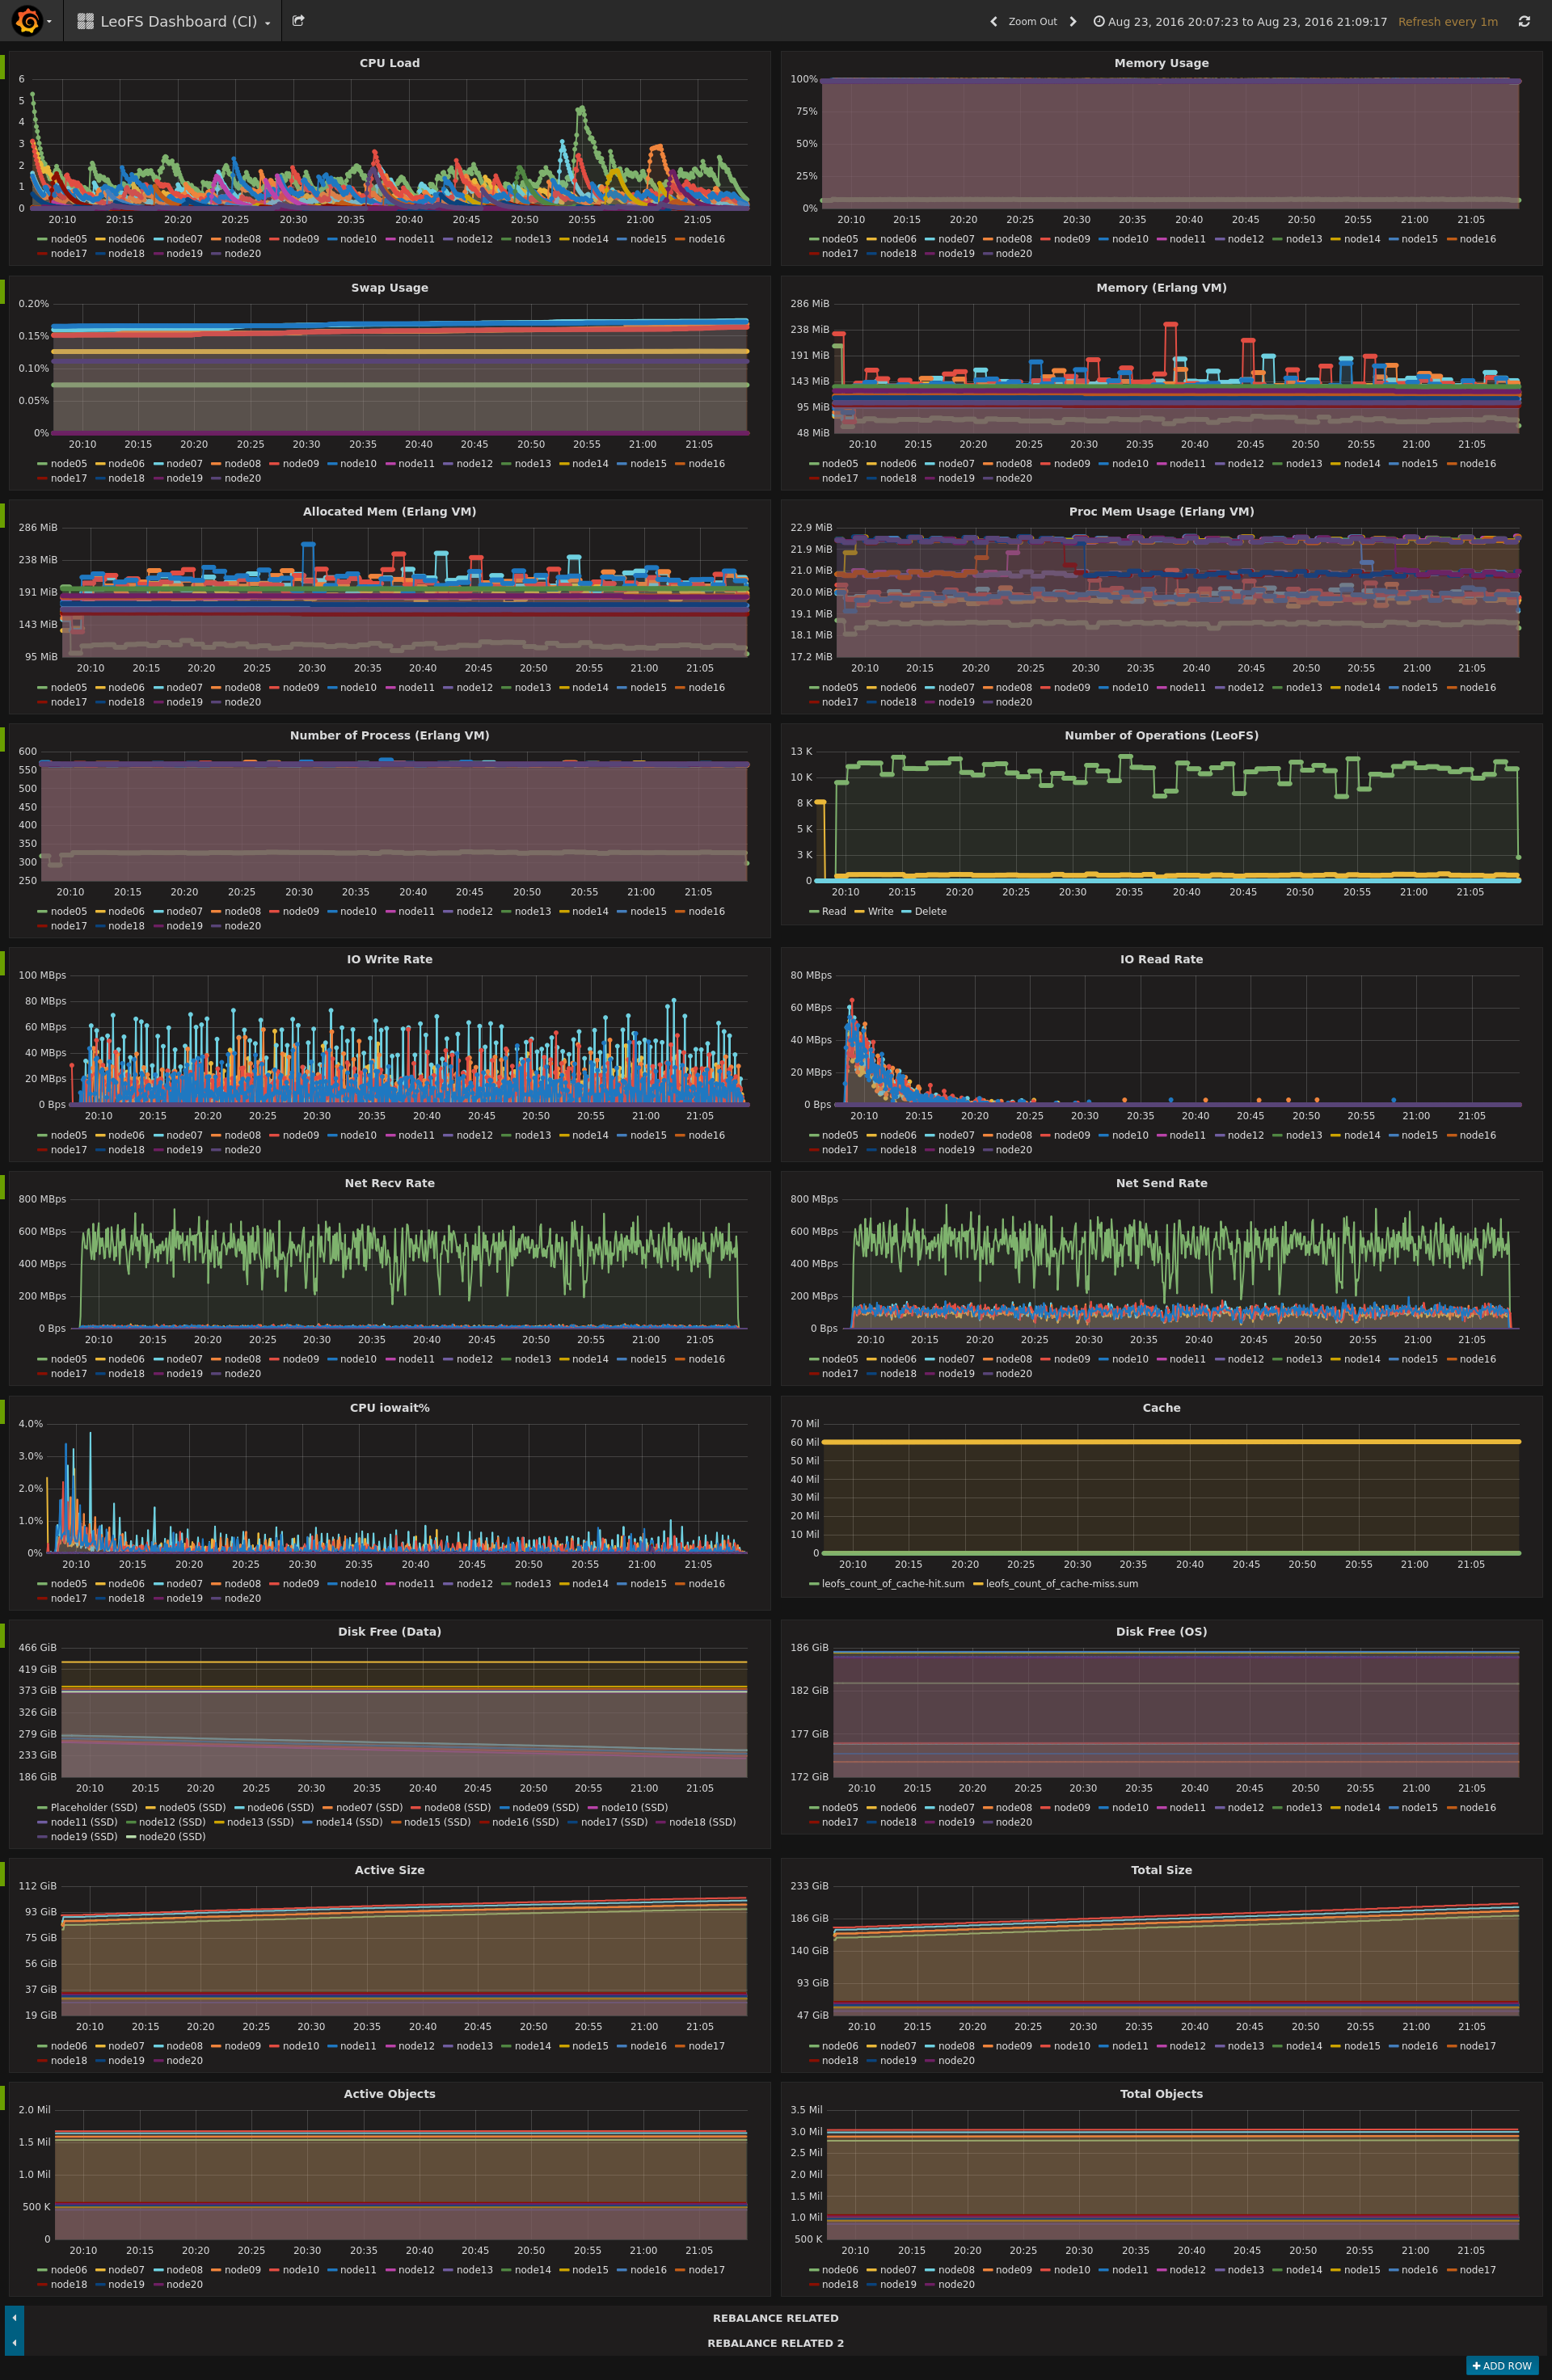 LeoFS Dashboard (CI)
Zoom Out
Aug 23, 2016 20:07:23 to Aug 23, 2016 21:09:17 Refresh every 1m
CPU Load
6
5
4
3
2
1
0
20:10 20:15 20:20 20:25 20:30 20:35 20:40 20:45 20:50 20:55 21:00 21:05
node05 node06 node07 node08 node09 node10 node11 node12 node13 node14 node15 node16
node17 node18 node19 node20
Memory Usage
100%
75%
50%
25%
0%
20:10 20:15 20:20 20:25 20:30 20:35 20:40 20:45 20:50 20:55 21:00 21:05
node05 node06 node07 node08 node09 node10 node11 node12 node13 node14 node15 node16
node17 node18 node19 node20
Swap Usage
0.20%
0.15%
0.10%
0.05%
0%
20:10 20:15 20:20 20:25 20:30 20:35 20:40 20:45 20:50 20:55 21:00 21:05
node05 node06 node07 node08 node09 node10 node11 node12 node13 node14 node15 node16
node17 node18 node19 node20
Memory (Erlang VM)
286 MiB
238 MiB
191 MiB
143 MiB
95 MiB
48 MiB
20:10 20:15 20:20 20:25 20:30 20:35 20:40 20:45 20:50 20:55 21:00 21:05
node05 node06 node07 node08 node09 node10 node11 node12 node13 node14 node15 node16
node17 node18 node19 node20
Allocated Mem (Erlang VM)
286 MiB
238 MiB
191 MiB
143 MiB
95 MiB
20:10 20:15 20:20 20:25 20:30 20:35 20:40 20:45 20:50 20:55 21:00 21:05
node05 node06 node07 node08 node09 node10 node11 node12 node13 node14 node15 node16
node17 node18 node19 node20
Proc Mem Usage (Erlang VM)
22.9 MiB
21.9 MiB
21.0 MiB
20.0 MiB
19.1 MiB
18.1 MiB
17.2 MiB
20:10 20:15 20:20 20:25 20:30 20:35 20:40 20:45 20:50 20:55 21:00 21:05
node05 node06 node07 node08 node09 node10 node11 node12 node13 node14 node15 node16
node17 node18 node19 node20
Number of Process (Erlang VM)
600
550
500
450
400
350
300
250
20:10 20:15 20:20 20:25 20:30 20:35 20:40 20:45 20:50 20:55 21:00 21:05
node05 node06 node07 node08 node09 node10 node11 node12 node13 node14 node15 node16
node17 node18 node19 node20
Number of Operations (LeoFS)
13 K
10 K
8 K
5 K
3 K
0
20:10 20:15 20:20 20:25 20:30 20:35 20:40 20:45 20:50 20:55 21:00 21:05
Read Write Delete
IO Write Rate
100 MBps
80 MBps
60 MBps
40 MBps
20 MBps
0 Bps
20:10 20:15 20:20 20:25 20:30 20:35 20:40 20:45 20:50 20:55 21:00 21:05
node05 node06 node07 node08 node09 node10 node11 node12 node13 node14 node15 node16
node17 node18 node19 node20
IO Read Rate
80 MBps
60 MBps
40 MBps
20 MBps
0 Bps
20:10 20:15 20:20 20:25 20:30 20:35 20:40 20:45 20:50 20:55 21:00 21:05
node05 node06 node07 node08 node09 node10 node11 node12 node13 node14 node15 node16
node17 node18 node19 node20
Net Recv Rate
800 MBps
600 MBps
400 MBps
200 MBps
0 Bps
20:10 20:15 20:20 20:25 20:30 20:35 20:40 20:45 20:50 20:55 21:00 21:05
node05 node06 node07 node08 node09 node10 node11 node12 node13 node14 node15 node16
node17 node18 node19 node20
Net Send Rate
800 MBps
600 MBps
400 MBps
200 MBps
0 Bps
20:10 20:15 20:20 20:25 20:30 20:35 20:40 20:45 20:50 20:55 21:00 21:05
node05 node06 node07 node08 node09 node10 node11 node12 node13 node14 node15 node16
node17 node18 node19 node20
CPU iowait%
4.0%
3.0%
2.0%
1.0%
0%
20:10 20:15 20:20 20:25 20:30 20:35 20:40 20:45 20:50 20:55 21:00 21:05
node05 node06 node07 node08 node09 node10 node11 node12 node13 node14 node15 node16
node17 node18 node19 node20
Cache
70 Mil
60 Mil
50 Mil
40 Mil
30 Mil
20 Mil
10 Mil
0
20:10 20:15 20:20 20:25 20:30 20:35 20:40 20:45 20:50 20:55 21:00 21:05
leofs_count_of_cache-hit.sum leofs_count_of_cache-miss.sum
Disk Free (Data)
466 GiB
419 GiB
373 GiB
326 GiB
279 GiB
233 GiB
186 GiB
20:10 20:15 20:20 20:25 20:30 20:35 20:40 20:45 20:50 20:55 21:00 21:05
Placeholder (SSD) node05 (SSD) node06 (SSD) node07 (SSD) node08 (SSD) node09 (SSD) node10 (SSD)
node11 (SSD) node12 (SSD) node13 (SSD) node14 (SSD) node15 (SSD) node16 (SSD) node17 (SSD) node18 (SSD)
node19 (SSD) node20 (SSD)
Disk Free (OS)
186 GiB
182 GiB
177 GiB
172 GiB
20:10 20:15 20:20 20:25 20:30 20:35 20:40 20:45 20:50 20:55 21:00 21:05
node05 node06 node07 node08 node09 node10 node11 node12 node13 node14 node15 node16
node17 node18 node19 node20
Active Size
112 GiB
93 GiB
75 GiB
56 GiB
37 GiB
19 GiB
20:10 20:15 20:20 20:25 20:30 20:35 20:40 20:45 20:50 20:55 21:00 21:05
node06 node07 node08 node09 node10 node11 node12 node13 node14 node15 node16 node17
node18 node19 node20
Total Size
233 GiB
186 GiB
140 GiB
93 GiB
47 GiB
20:10 20:15 20:20 20:25 20:30 20:35 20:40 20:45 20:50 20:55 21:00 21:05
node06 node07 node08 node09 node10 node11 node12 node13 node14 node15 node16 node17
node18 node19 node20
Active Objects
2.0 Mil
1.5 Mil
1.0 Mil
500 K
0
20:10 20:15 20:20 20:25 20:30 20:35 20:40 20:45 20:50 20:55 21:00 21:05
node06 node07 node08 node09 node10 node11 node12 node13 node14 node15 node16 node17
node18 node19 node20
Total Objects
3.5 Mil
3.0 Mil
2.5 Mil
2.0 Mil
1.5 Mil
1.0 Mil
500 K
20:10 20:15 20:20 20:25 20:30 20:35 20:40 20:45 20:50 20:55 21:00 21:05
node06 node07 node08 node09 node10 node11 node12 node13 node14 node15 node16 node17
node18 node19 node20
REBALANCE RELATED
REBALANCE RELATED 2
+ ADD ROW